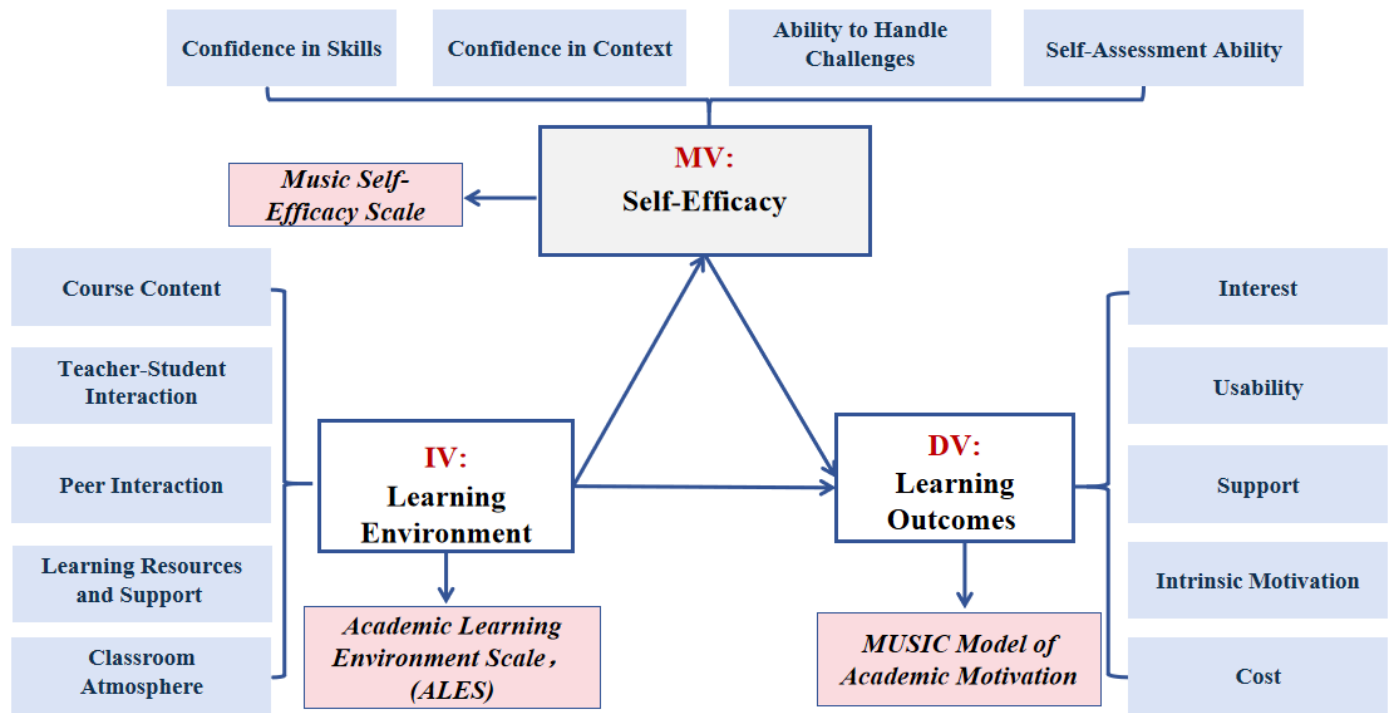 Confidence in Skills
Confidence in Context
Ability to Handle
Challenges
Self-Assessment Ability
MV:
Self-Efficacy
Music Self-
Efficacy Scale
Course Content
Teacher-Student
Interaction
Peer Interaction
Learning Resources
and Support
Classroom
Atmosphere
IV:
Learning
Environment
Academic Learning
Environment Scale，
(ALES)
DV:
Learning
Outcomes
MUSIC Model of
Academic Motivation
Interest
Usability
Support
Intrinsic Motivation
Cost